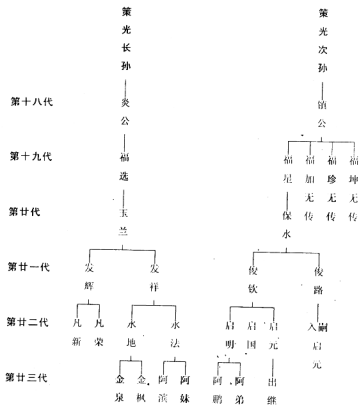 策光长孙 策光次孙
第十八代 炎公 镇公
第十九代 福选 福星 福加无传 福珍无传 福坤无传
第廿代 玉兰 保水
第廿一代 发辉 发祥 俊钦 俊路
第廿二代 凡新 凡荣 水地 水法 启明 启国 启元 入嗣启元
第廿三代 金泉 金枫 阿滨 阿妹 阿鹏 阿弟 出继